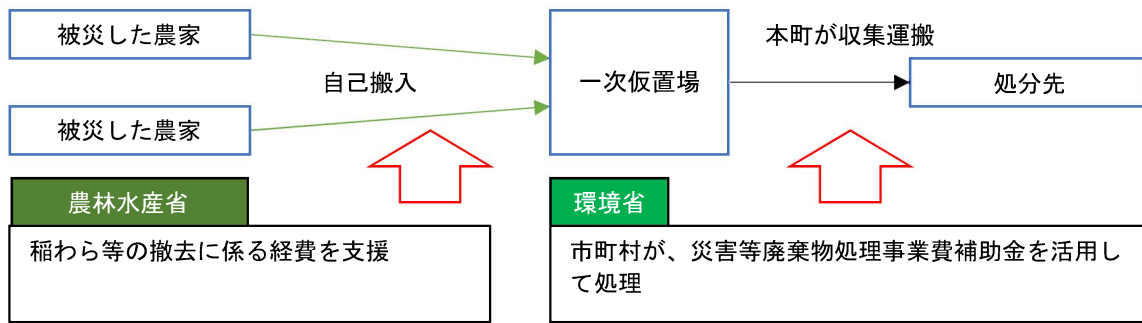 被災した農家
本町が収集運搬
自己搬入
一次仮置場
処分先
被災した農家
農林水産省
環境省
稲わら等の撤去に係る経費を支援
市町村が、災害等廃棄物処理事業費補助金を活用し
て処理